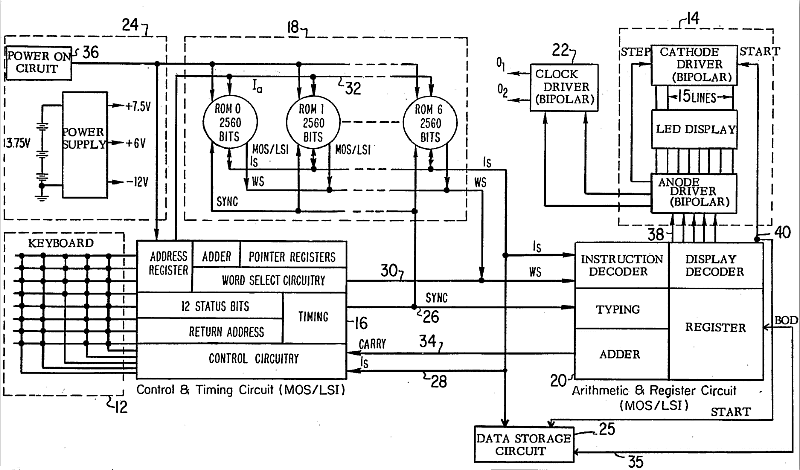 24
18
14
POWER ON
CIRUIT
36
3.75V
POWER
SUPPLY
+7.5V
+6V
-12V
Ia
32
ROM 0
2560
BITS
ROM 1
2560
BITS
ROM 6
2560
BITS
MOS/LSI
MOS/LSI
Is
Is
WS
WS
SYNC
22
O1
O2
CLOCK
DRIVER
(BIPOLAR)
STEP
CATHODE
DRIVER
(BIPOLAR)
START
15 LINES
LED DISPLAY
ANODE
DRIVER
(BIPOLAR)
38
40
KEYBOARD
12
ADDRESS
REGISTER
ADDER
POINTER REGISTERS
WORD SELECT CIRCUITRY
12 STATUS BITS
TIMING
RETURN ADDRESS
CONTROL CIRCUITRY
16
Control & Timing Circuit (MOS/LSI)
30
Is
WS
SYNC
26
CARRY
34
Is
28
INSTRUCTION
DECODER
DISPLAY
DECODER
TYPING
ADDER
REGISTER
20
Arithmetic & Register Circuit
(MOS/LSI)
BOD
START
DATA STORAGE
CIRCUIT
25
35